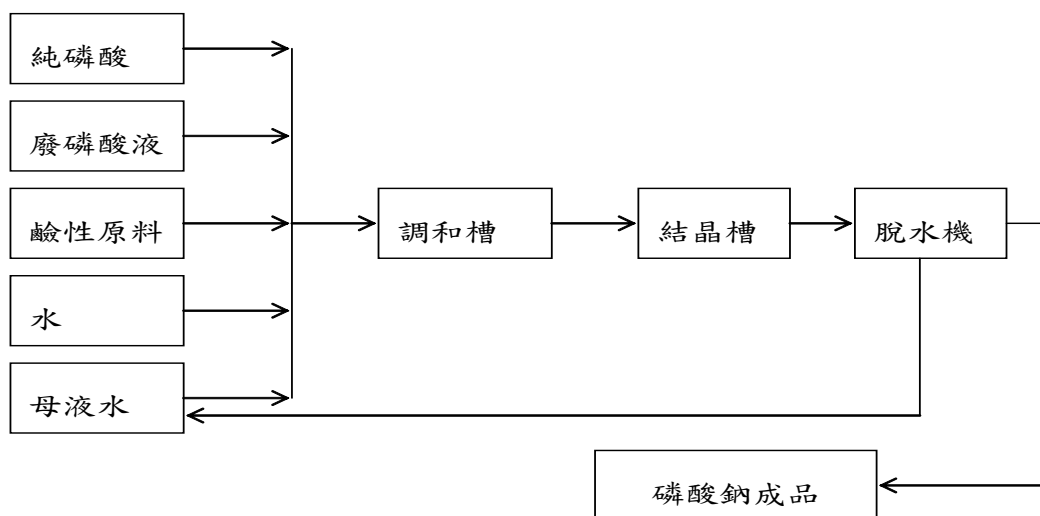 純磷酸
廢磷酸液
鹼性原料
調和槽
結晶槽
脫水機
水
母液水
磷酸鈉成品